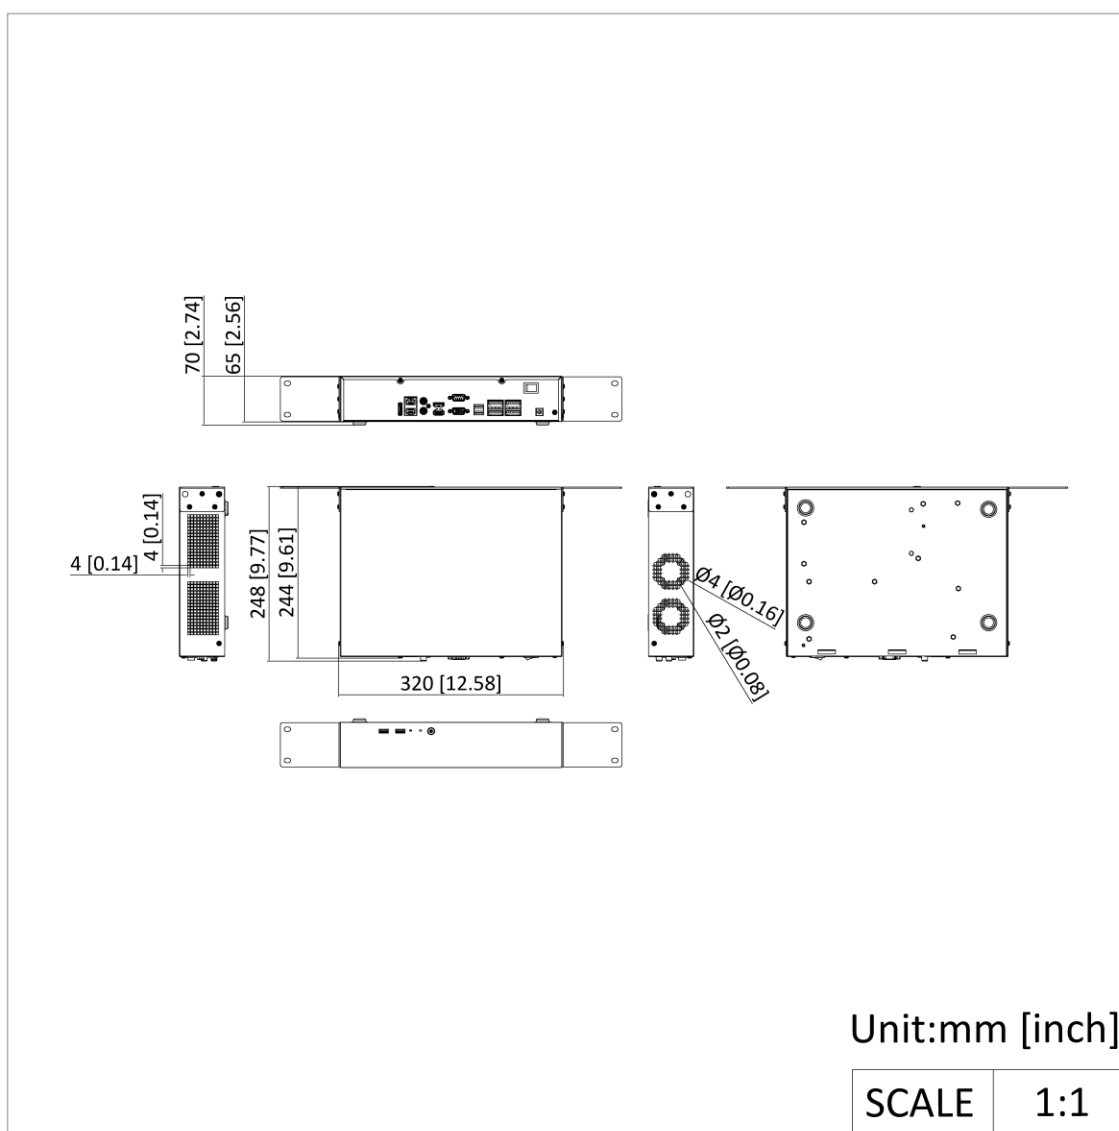 70 [2.74]
65 [2.56]
4 [0.14]
4 [0.14]
248 [9.77]
244 [9.61]
320 [12.58]
Ø4 [Ø0.16]
Ø2 [Ø0.08]
Unit:mm [inch]
SCALE 1:1